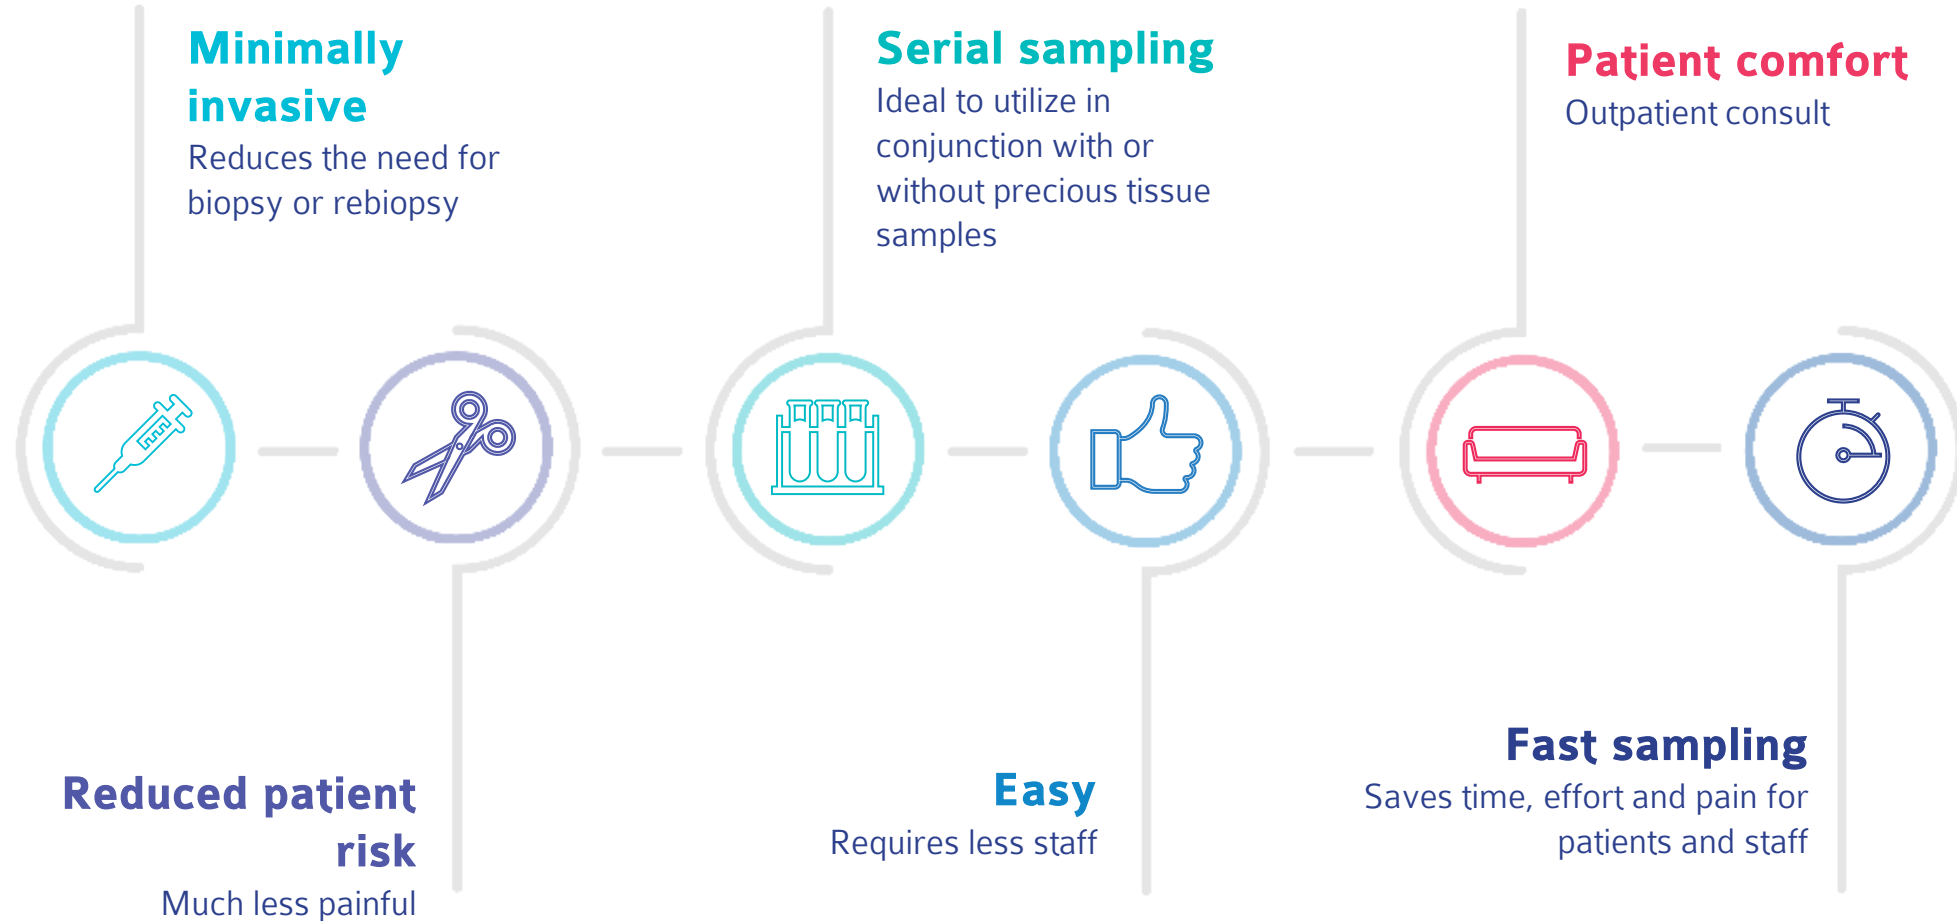 Minimally
invasive
Reduces the need for
biopsy or rebiopsy
Serial sampling
Ideal to utilize in
conjunction with or
without precious tissue
samples
Patient comfort
Outpatient consult
Reduced patient
risk
Much less painful
Easy
Requires less staff
Fast sampling
Saves time, effort and pain for
patients and staff